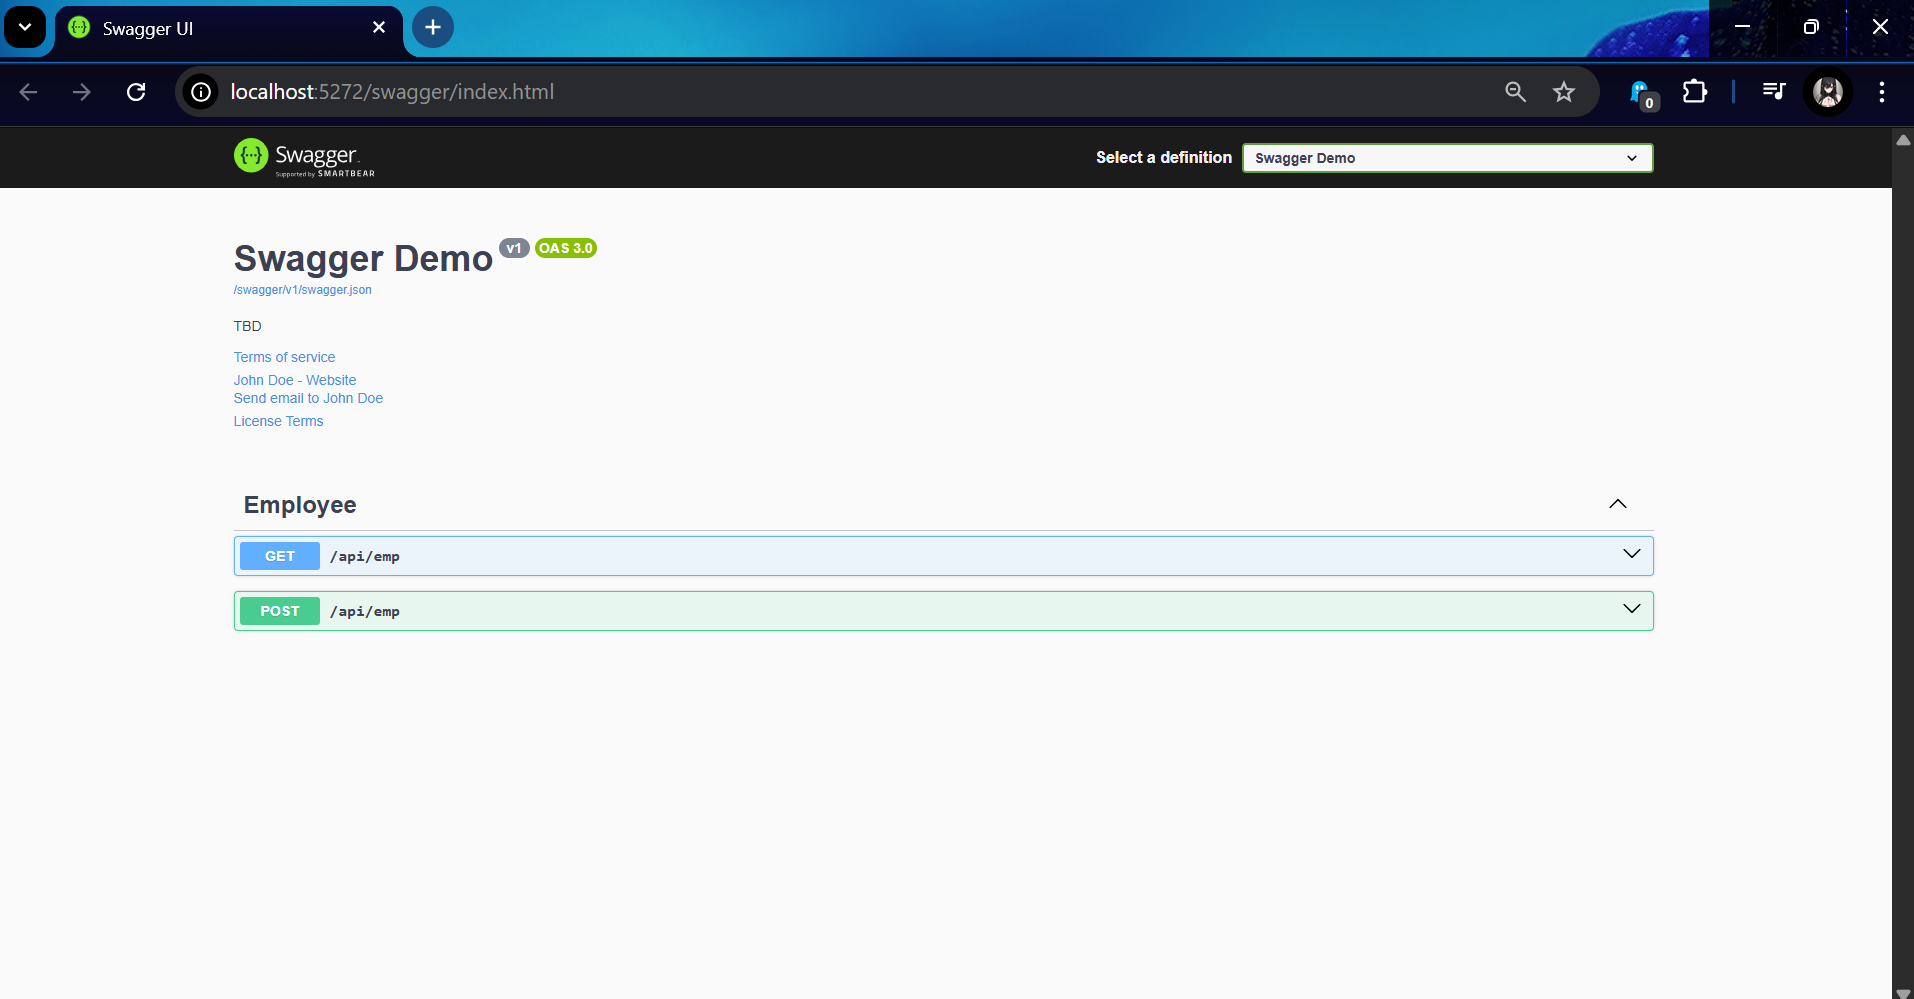 Swagger UI
localhost:5272/swagger/index.html
0
Swagger.
Supported by SMARTBEAR
Select a definition
Swagger Demo
Swagger Demo v1 OAS 3.0
/swagger/v1/swagger.json
TBD
Terms of service
John Doe - Website
Send email to John Doe
License Terms
Employee
GET /api/emp
POST /api/emp